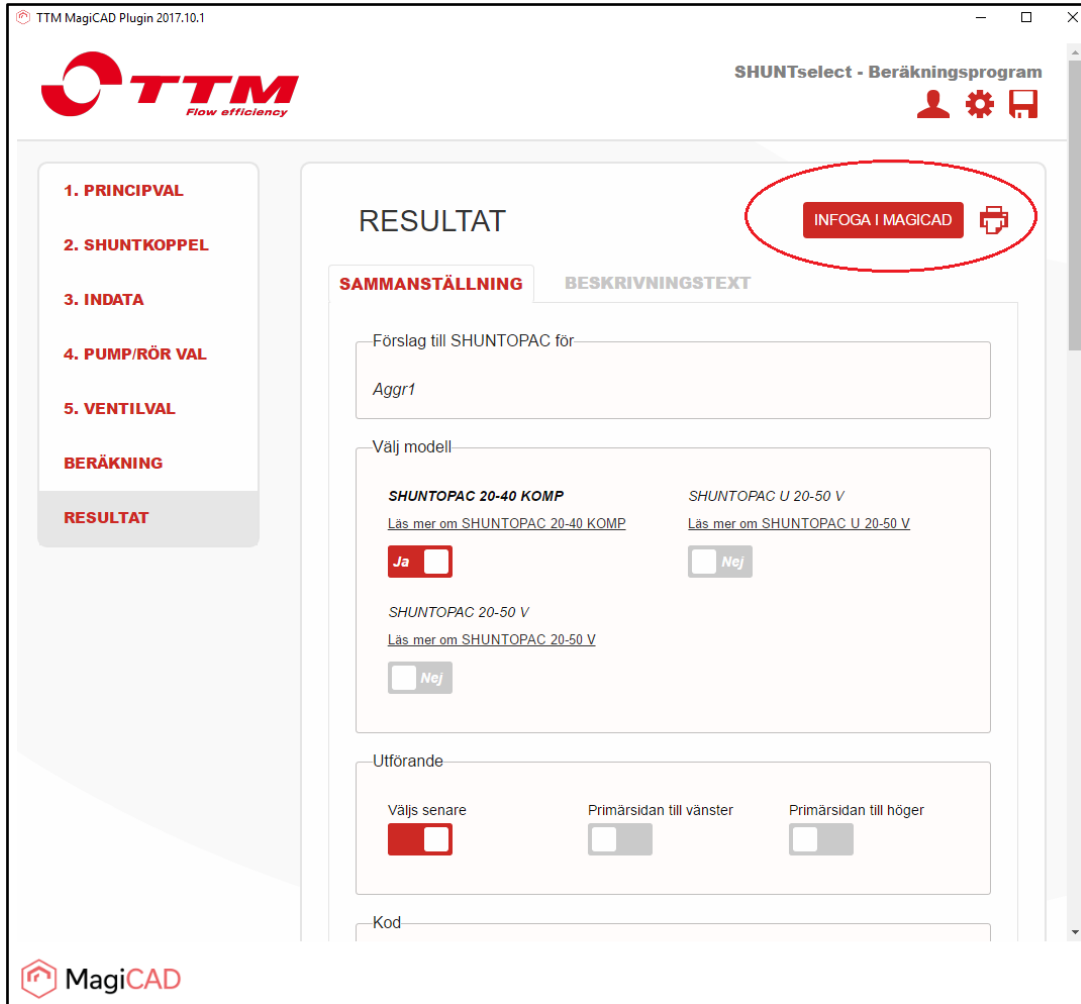 TTM MagiCAD Plugin 2017.10.1
TTM
Flow efficiency
SHUNTselect - Beräkningsprogram
1. PRINCIPVAL
2. SHUNTKOPPEL
3. INDATA
4. PUMP/RÖR VAL
5. VENTILVAL
BERÄKNING
RESULTAT
RESULTAT
INFOGA I MAGICAD
SAMMANSTÄLLNING BESKRIVNINGSTEXT
Förslag till SHUNTOPAC för
Aggr1
Välj modell
SHUNTOPAC 20-40 KOMP SHUNTOPAC U 20-50 V
Läs mer om SHUNTOPAC 20-40 KOMP Läs mer om SHUNTOPAC U 20-50 V
Ja Nej
SHUNTOPAC 20-50 V
Läs mer om SHUNTOPAC 20-50 V
Nej
Utförande
Väljs senare Primärsidan till vänster Primärsidan till höger
Kod
MagiCAD